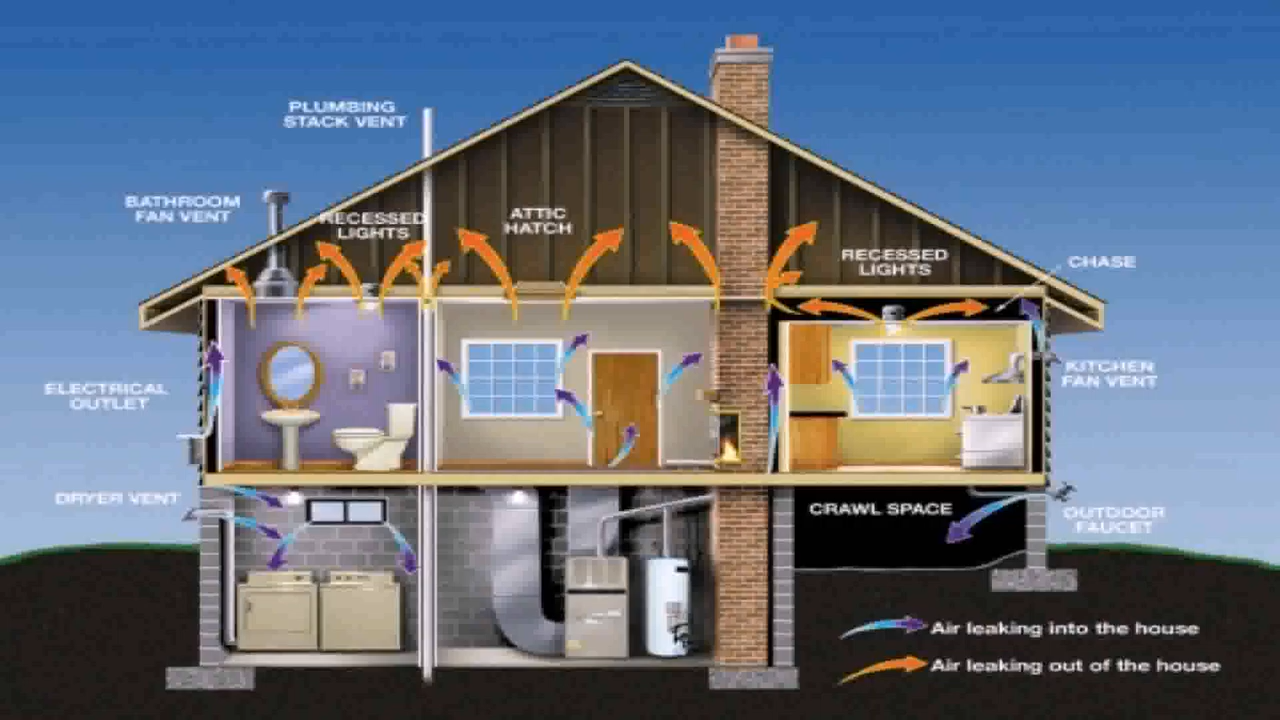 PLUMBING
STACK VENT
BATHROOM
FAN VENT
RECESSED
LIGHTS
ATTIC
HATCH
RECESSED
LIGHTS
CHASE
ELECTRICAL
OUTLET
KITCHEN
FAN VENT
DRYER VENT
CRAWL SPACE
OUTDOOR
FAUCET
Air leaking into the house
Air leaking out of the house